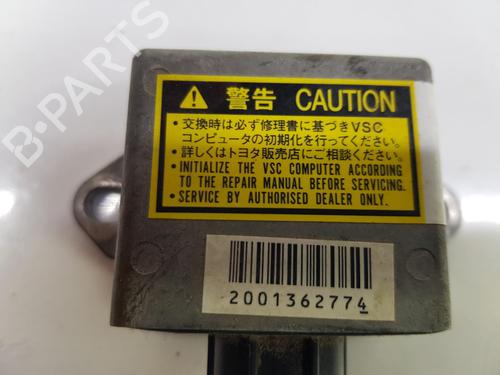 B-PARTS
警告 CAUTION
・交換時は必ず修理書に基づきVSC
コンピュータの初期化を行ってください。
・詳しくはトヨタ販売店にご相談ください。
・INITIALIZE THE VSC COMPUTER ACCORDING
TO THE REPAIR MANUAL BEFORE SERVICING.
・SERVICE BY AUTHORISED DEALER ONLY.
2001362774